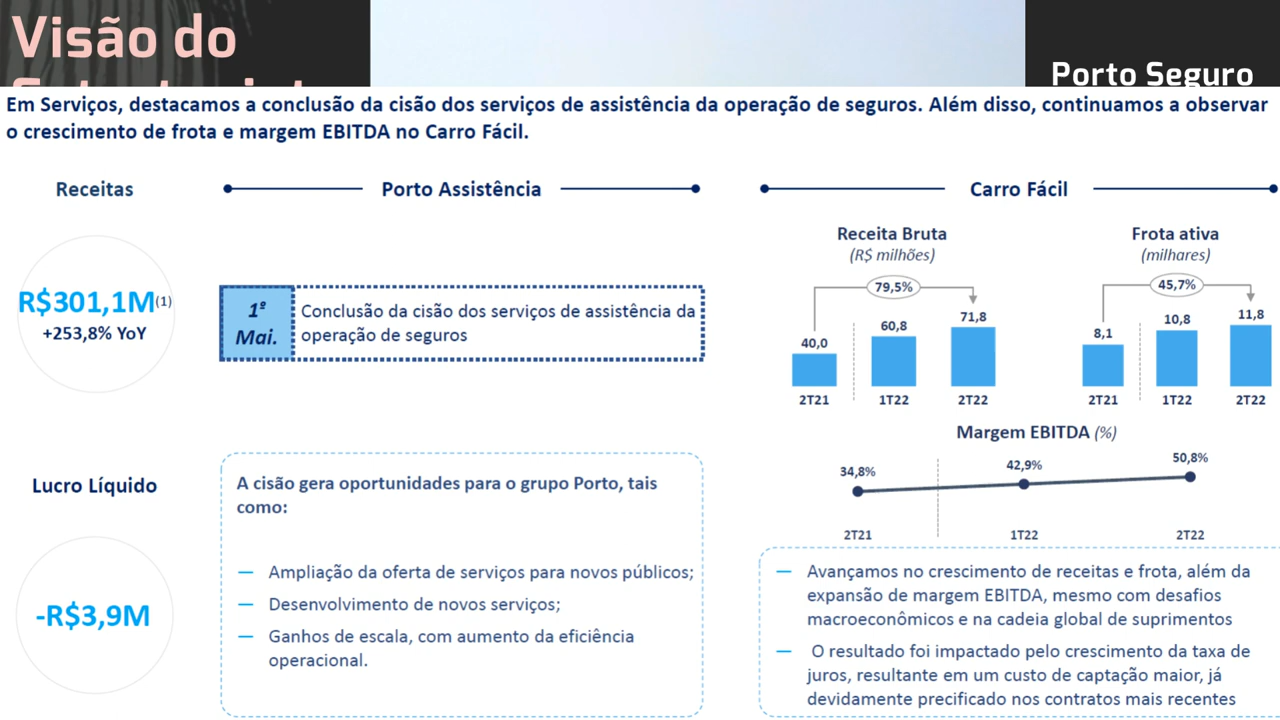 Visão do
Porto Seguro
Em Serviços, destacamos a conclusão da cisão dos serviços de assistência da operação de seguros. Além disso, continuamos a observar
o crescimento de frota e margem EBITDA no Carro Fácil.
Receitas
Porto Assistência
Carro Fácil
R$301,1M(1)
+253,8% YoY
1º
Mai.
Conclusão da cisão dos serviços de assistência da
operação de seguros
Receita Bruta
(R$ milhões)
79,5%
40,0
60,8
71,8
2T21
1T22
2T22
Frota ativa
(milhares)
45,7%
8,1
10,8
11,8
2T21
1T22
2T22
Margem EBITDA (%)
34,8%
42,9%
50,8%
2T21
1T22
2T22
Lucro Líquido
-R$3,9M
A cisão gera oportunidades para o grupo Porto, tais
como:
— Ampliação da oferta de serviços para novos públicos;
— Desenvolvimento de novos serviços;
— Ganhos de escala, com aumento da eficiência
operacional.
— Avançamos no crescimento de receitas e frota, além da
expansão de margem EBITDA, mesmo com desafios
macroeconômicos e na cadeia global de suprimentos
— O resultado foi impactado pelo crescimento da taxa de
juros, resultante em um custo de captação maior, já
devidamente precificado nos contratos mais recentes